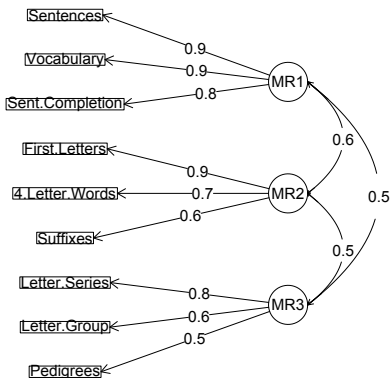 Sentences
0.9
Vocabulary
0.9
MR1
Sent.Completion
0.8
0.6
First.Letters
0.9
4.Letter.Words
0.7
MR2
0.5
Suffixes
0.6
0.5
Letter.Series
0.8
MR3
Letter.Group
0.6
0.5
Pedigrees